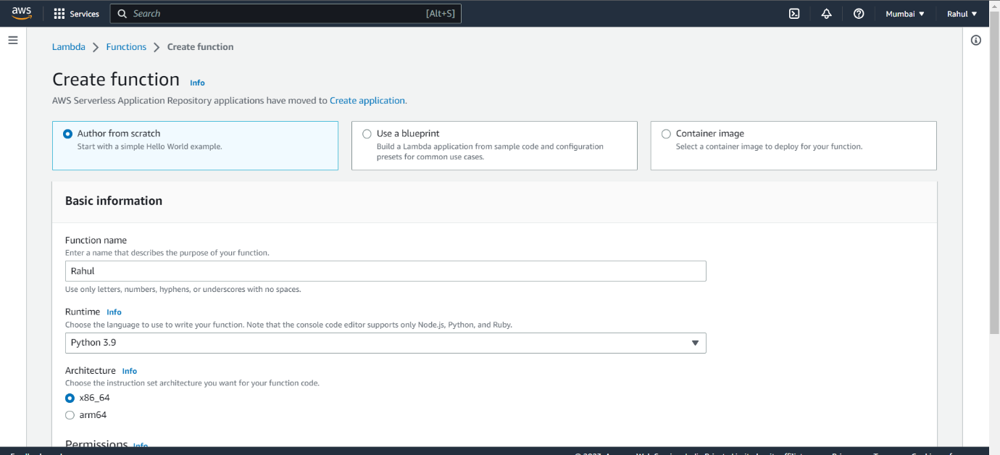 aws Services Search [Alt+S] Mumbai ▼ Rahul ▼
Lambda > Functions > Create function
Create function Info
AWS Serverless Application Repository applications have moved to Create application.
Author from scratch
Start with a simple Hello World example.
Use a blueprint
Build a Lambda application from sample code and configuration
presets for common use cases.
Container image
Select a container image to deploy for your function.
Basic information
Function name
Enter a name that describes the purpose of your function.
Rahul
Use only letters, numbers, hyphens, or underscores with no spaces.
Runtime Info
Choose the language to use to write your function. Note that the console code editor supports only Node.js, Python, and Ruby.
Python 3.9
Architecture Info
Choose the instruction set architecture you want for your function code.
x86_64
arm64
Permissions Info